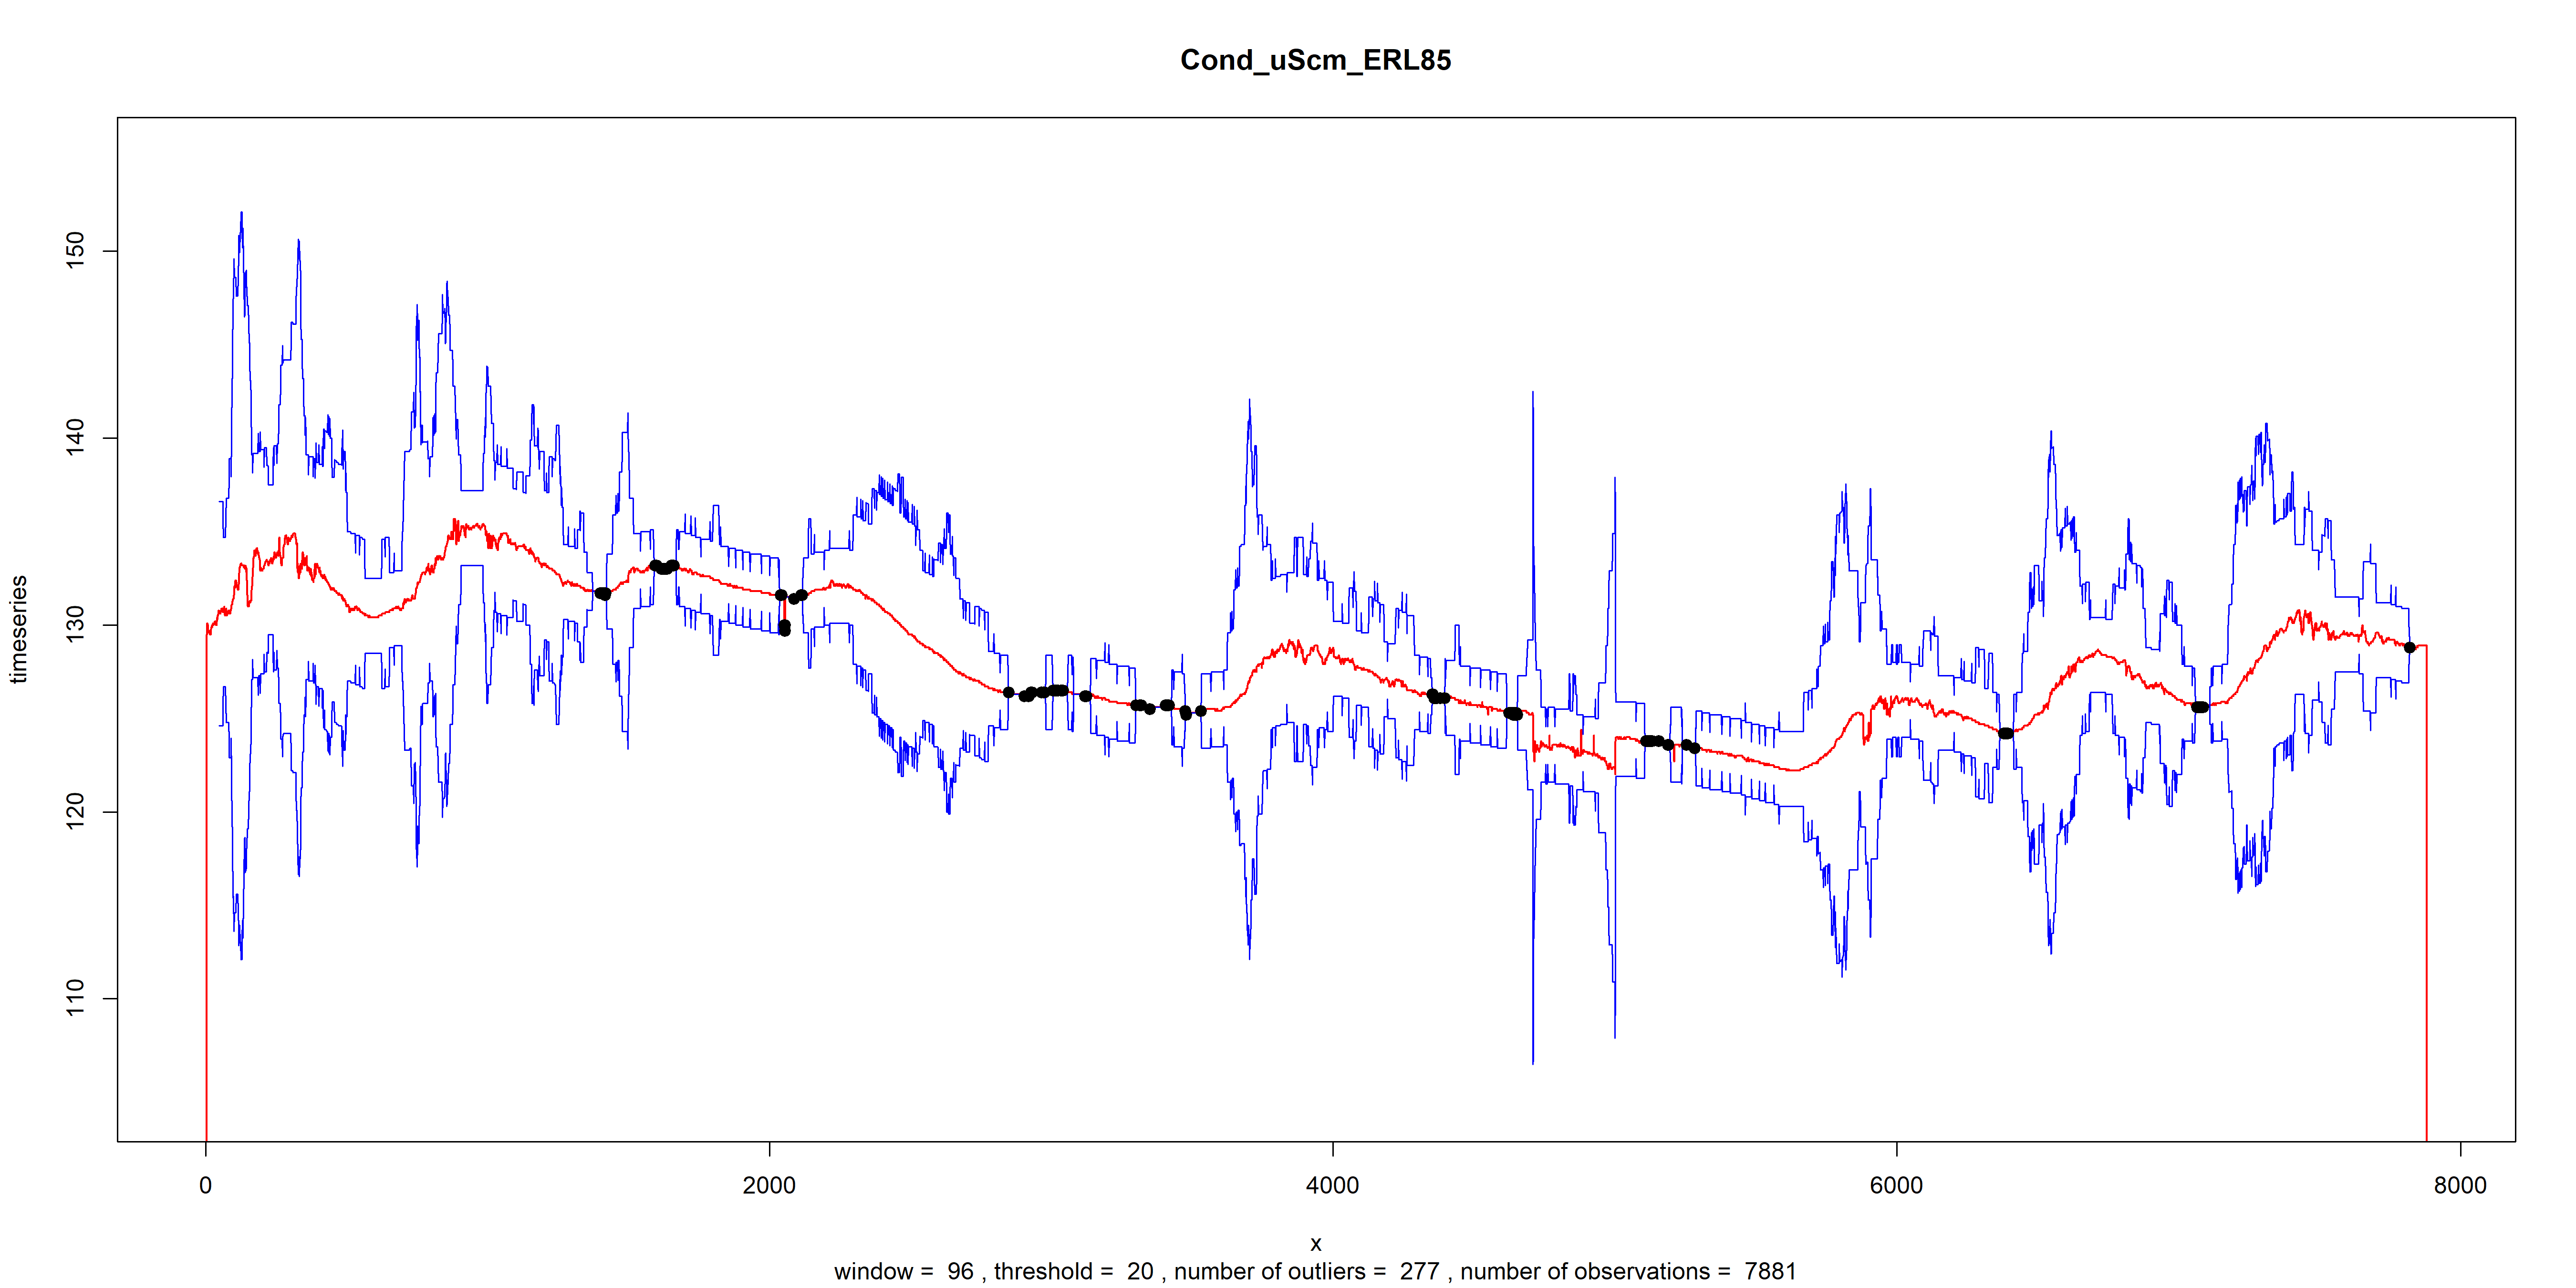 Cond_uScm_ERL85
timeseries
150
140
130
120
110
0 2000 4000 6000 8000
x
window = 96 , threshold = 20 , number of outliers = 277 , number of observations = 7881